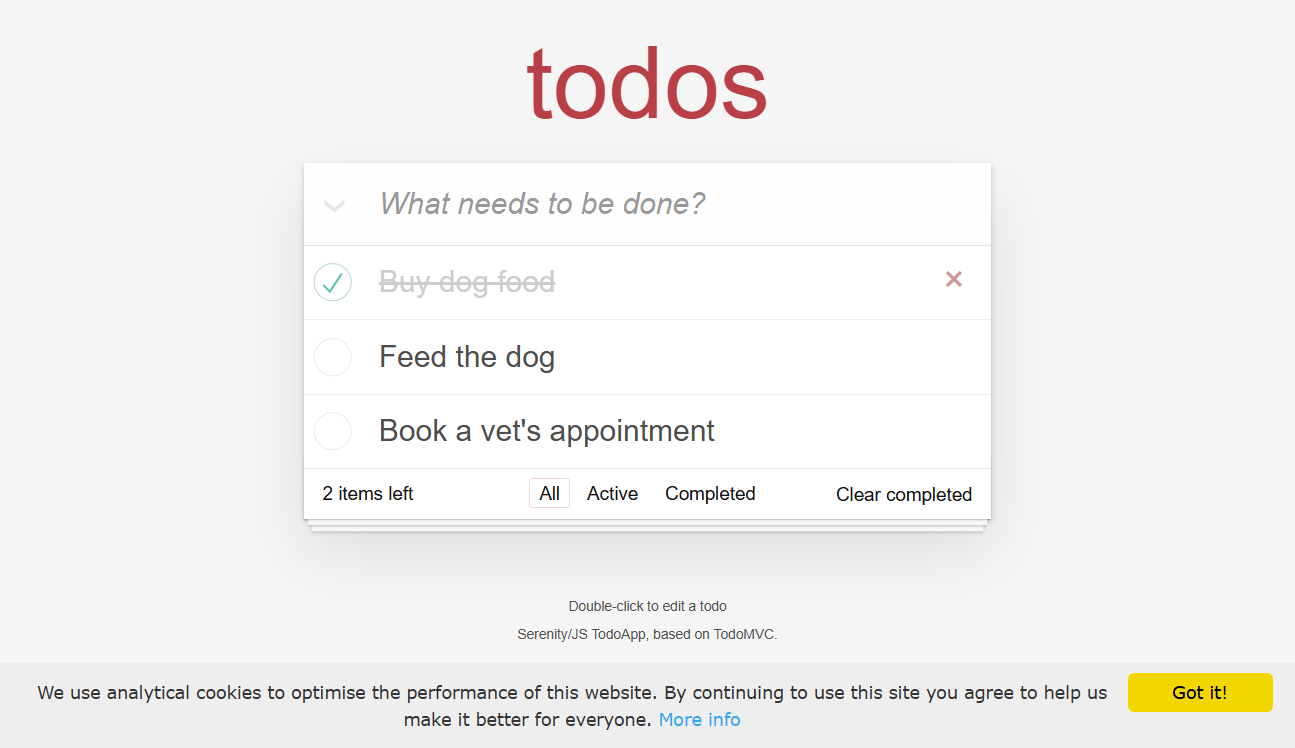 todos
What needs to be done?
Buy dog food
Feed the dog
Book a vet's appointment
2 items left All Active Completed Clear completed
Double-click to edit a todo
Serenity/JS TodoApp, based on TodoMVC.
We use analytical cookies to optimise the performance of this website. By continuing to use this site you agree to help us
make it better for everyone. More info
Got it!